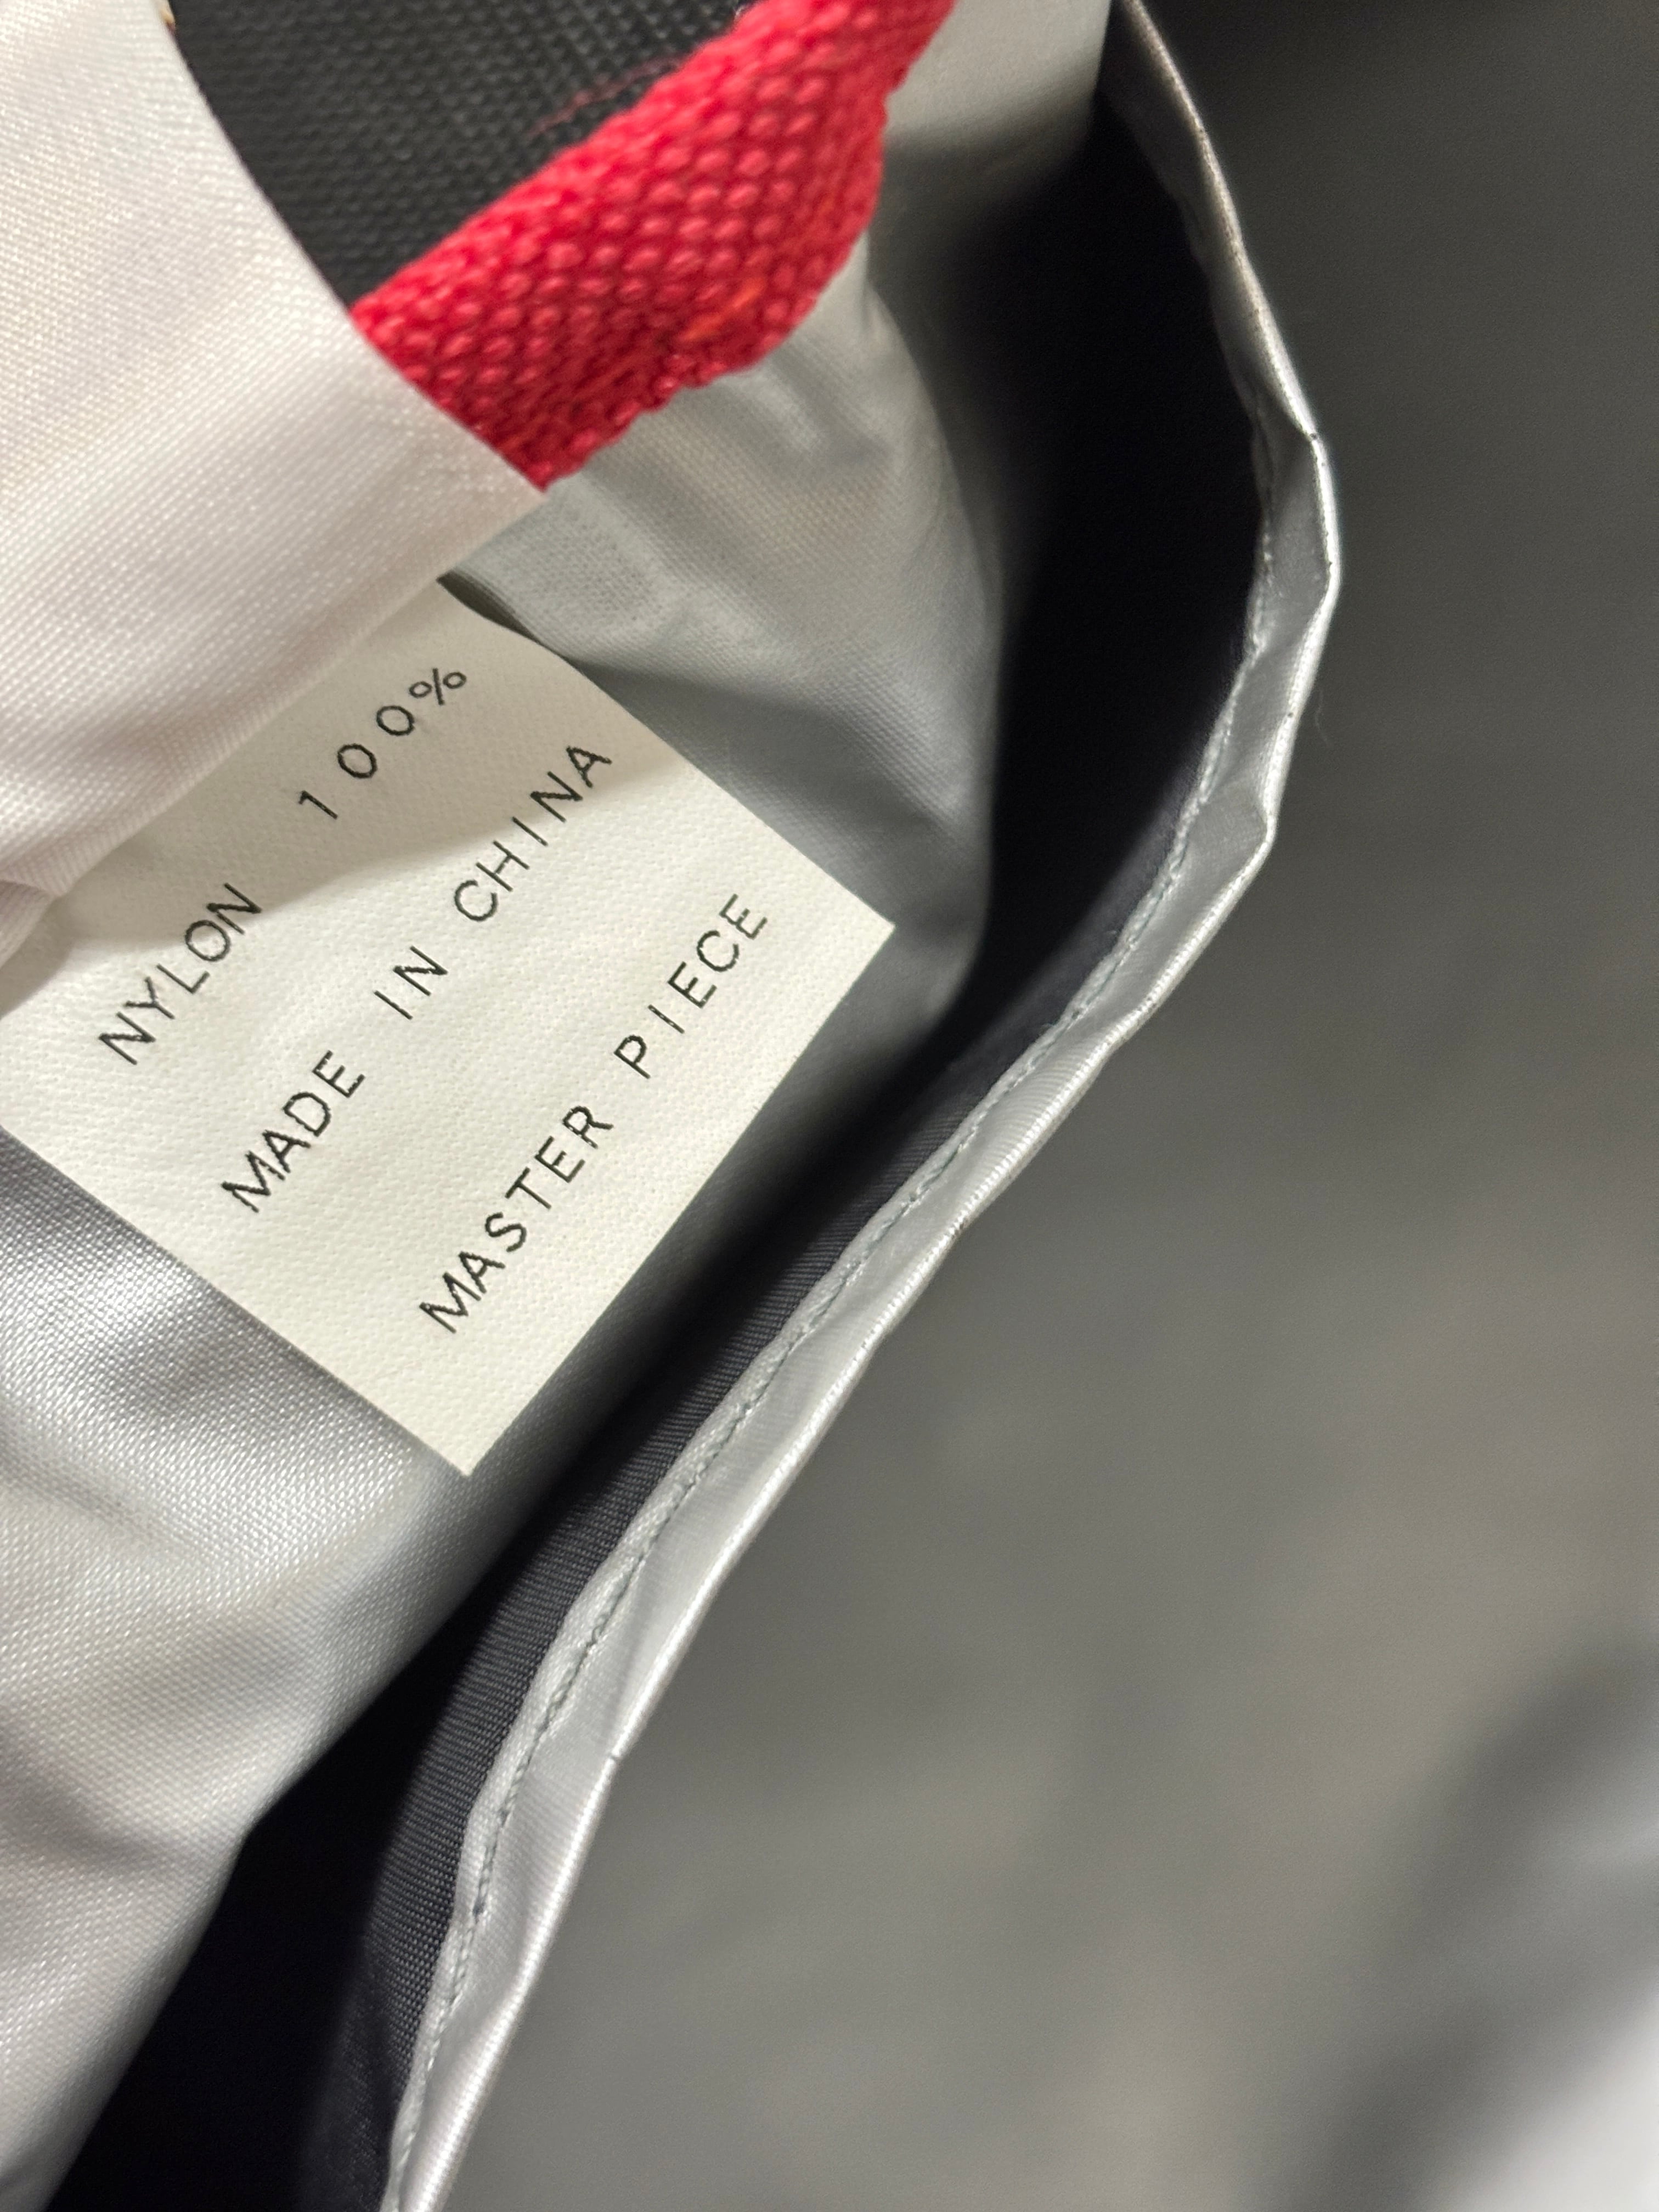 NYLON 100%
MADE IN CHINA
MASTER PIECE